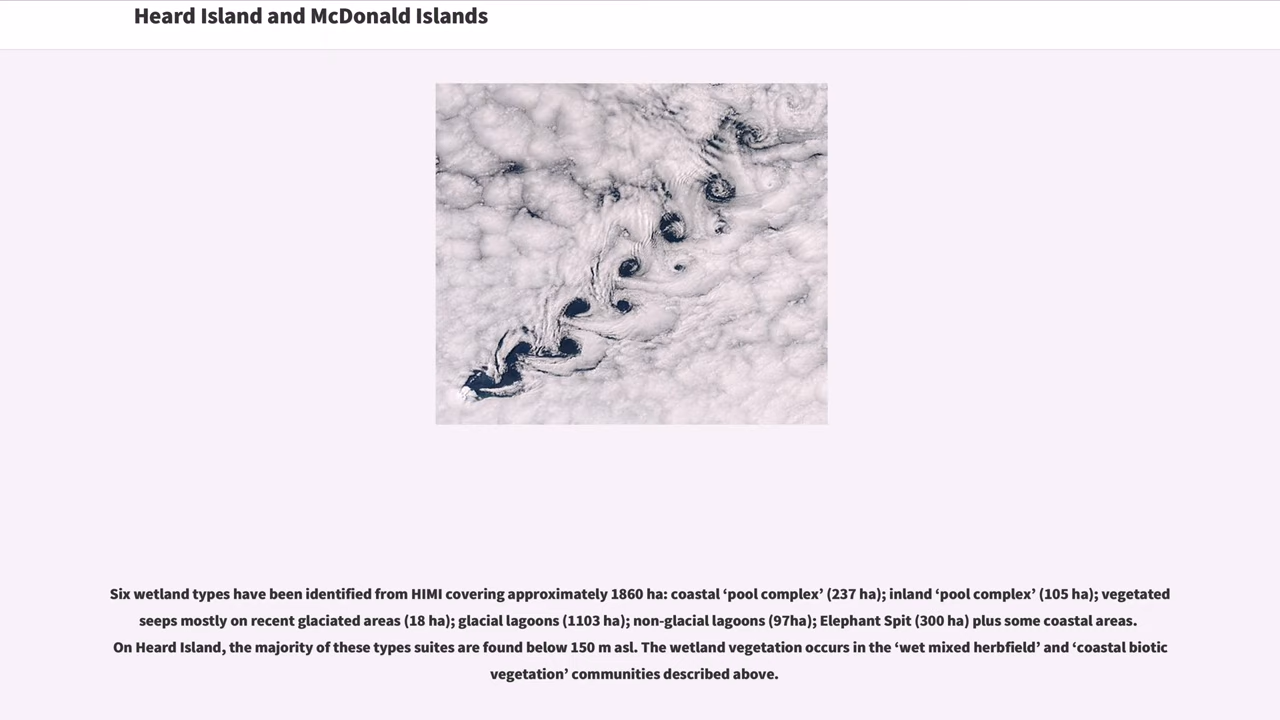 Heard Island and McDonald Islands
Six wetland types have been identified from HIMI covering approximately 1860 ha: coastal ‘pool complex’ (237 ha); inland ‘pool complex’ (105 ha); vegetated
seeps mostly on recent glaciated areas (18 ha); glacial lagoons (1103 ha); non-glacial lagoons (97ha); Elephant Spit (300 ha) plus some coastal areas.
On Heard Island, the majority of these types suites are found below 150 m asl. The wetland vegetation occurs in the ‘wet mixed herbfield’ and ‘coastal biotic
vegetation’ communities described above.